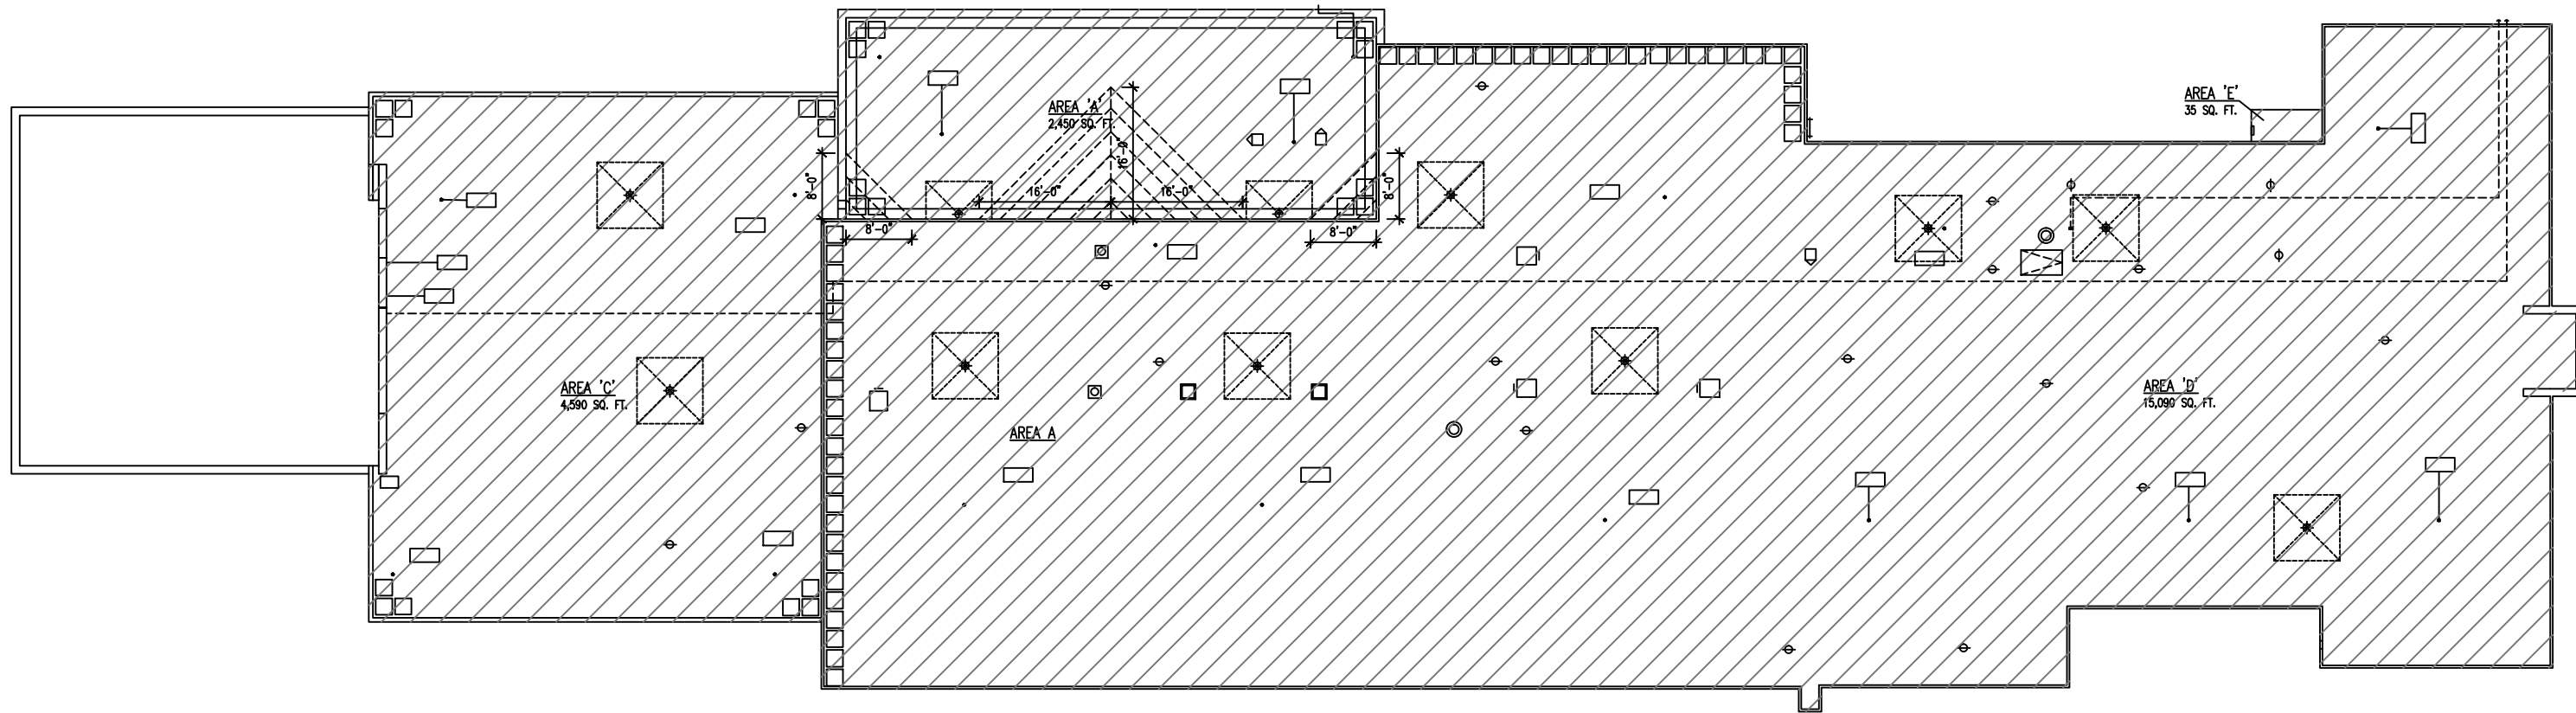 AREA 'A'
2,450 SQ. FT.
16'-0
16'-0"
16'-0"
8'-0"
8'-0"
8'-0"
8'-0"
AREA 'E'
35 SQ. FT.
AREA 'C'
4,590 SQ. FT.
AREA A
AREA 'D'
15,090 SQ. FT.